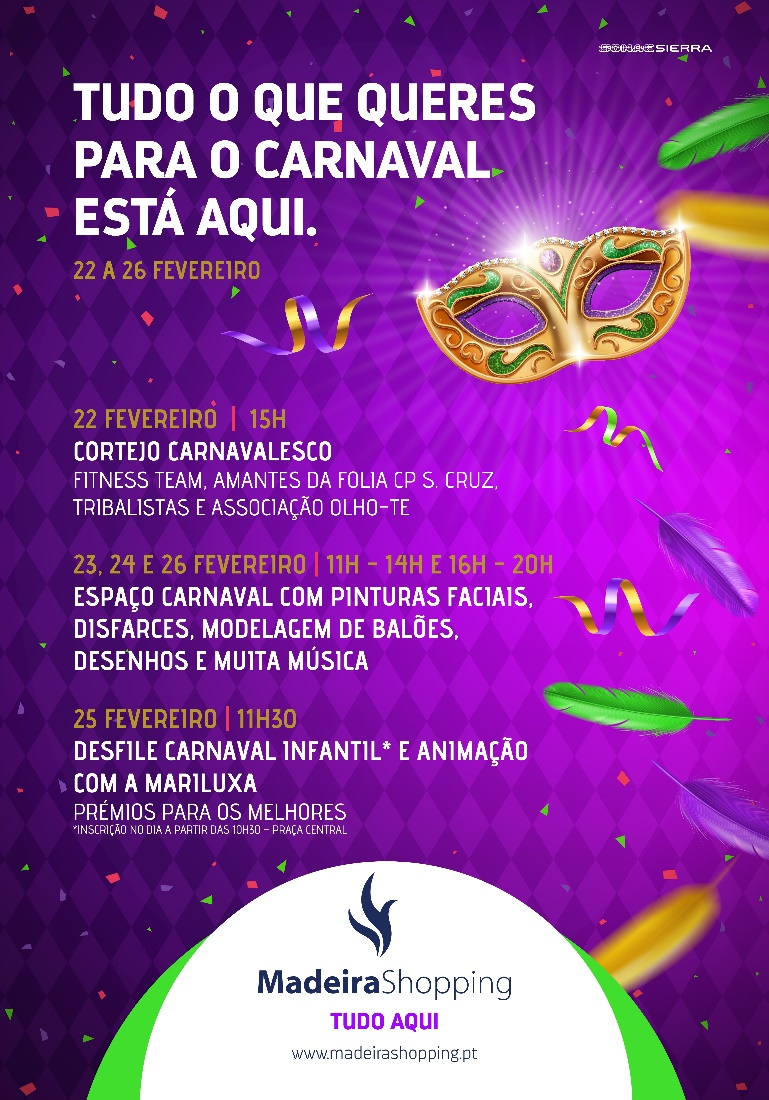 SONAE SIERRA
TUDO O QUE QUERES
PARA O CARNAVAL
ESTÁ AQUI.
22 A 26 FEVEREIRO
22 FEVEREIRO | 15H
CORTEJO CARNAVALESCO
FITNESS TEAM, AMANTES DA FOLIA CP S. CRUZ,
TRIBALISTAS E ASSOCIAÇÃO OLHO-TE
23, 24 E 26 FEVEREIRO | 11H - 14H E 16H - 20H
ESPAÇO CARNAVAL COM PINTURAS FACIAIS,
DISFARCES, MODELAGEM DE BALÕES,
DESENHOS E MUITA MÚSICA
25 FEVEREIRO | 11H30
DESFILE CARNAVAL INFANTIL* E ANIMAÇÃO
COM A MARILUXA
PRÉMIOS PARA OS MELHORES
*INSCRIÇÃO NO DIA A PARTIR DAS 10H30 - PRAÇA CENTRAL
MadeiraShopping
TUDO AQUI
www.madeirashopping.pt